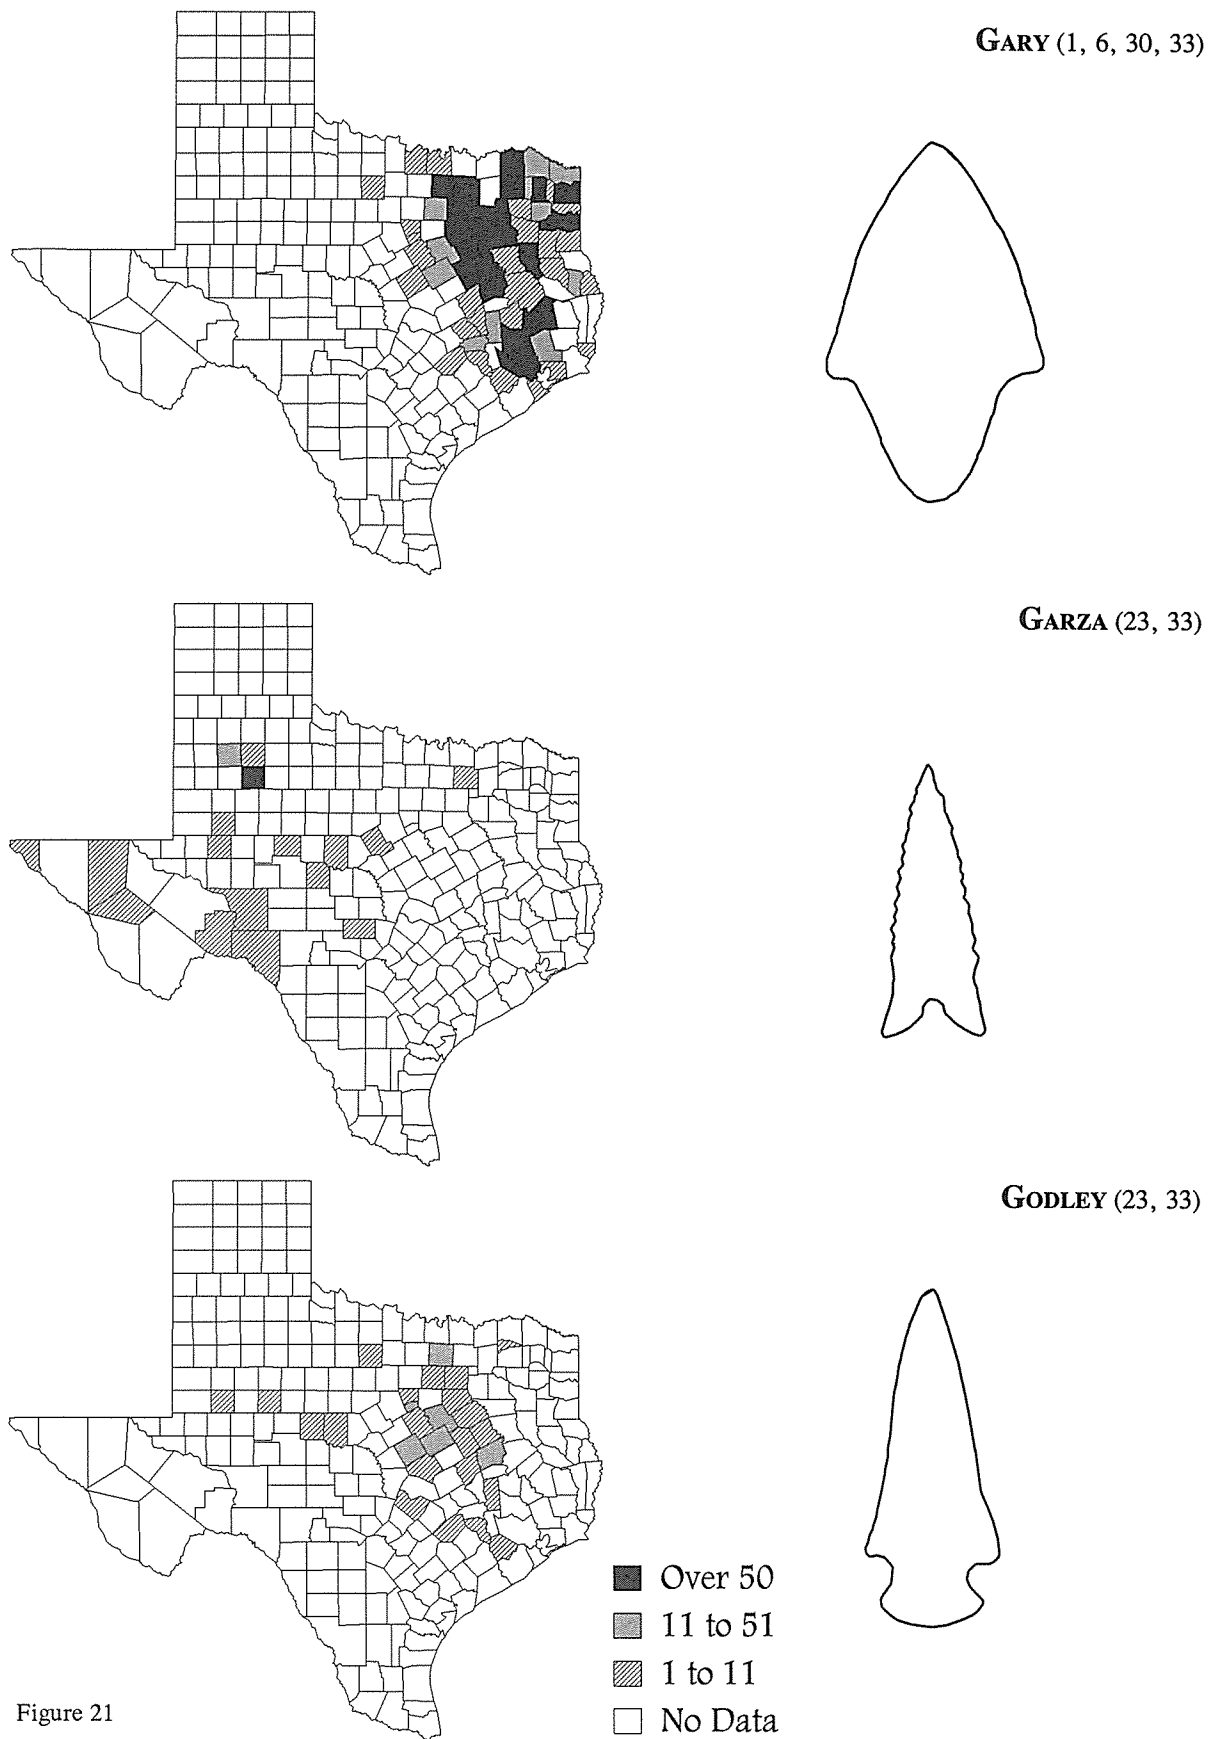 GARY (1, 6, 30, 33)
GARZA (23, 33)
GODLEY (23, 33)
Over 50
11 to 51
1 to 11
No Data
Figure 21